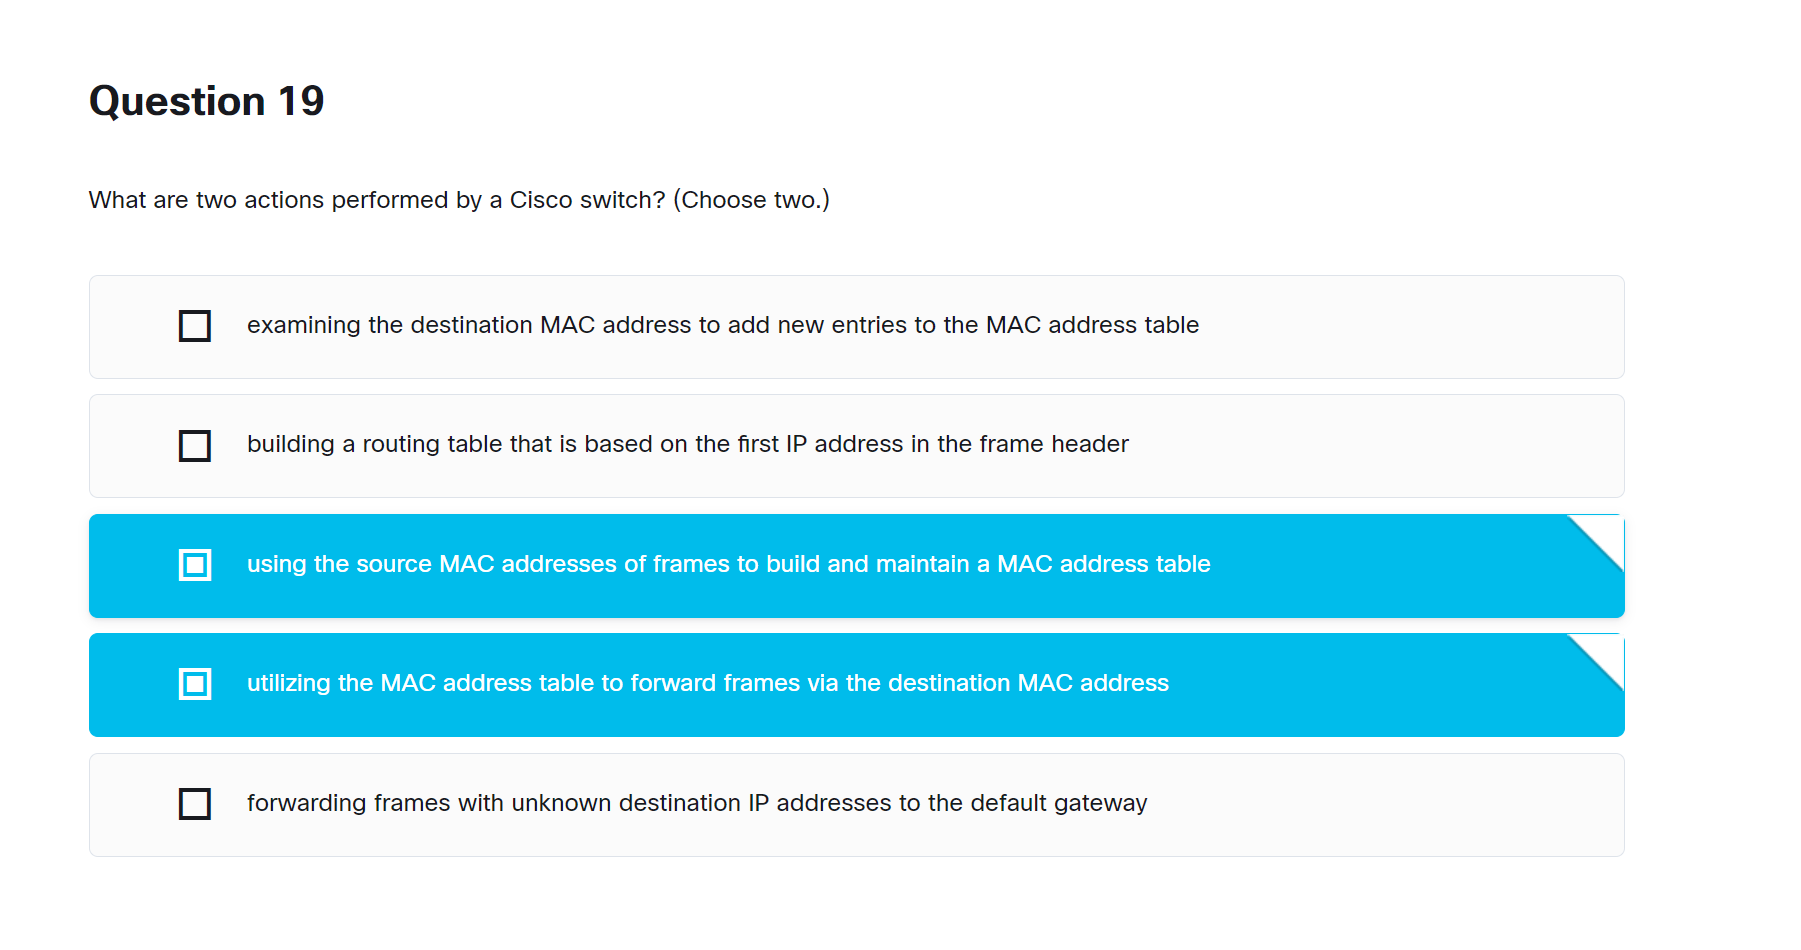 Question 19
What are two actions performed by a Cisco switch? (Choose two.)
examining the destination MAC address to add new entries to the MAC address table
building a routing table that is based on the first IP address in the frame header
using the source MAC addresses of frames to build and maintain a MAC address table
utilizing the MAC address table to forward frames via the destination MAC address
forwarding frames with unknown destination IP addresses to the default gateway